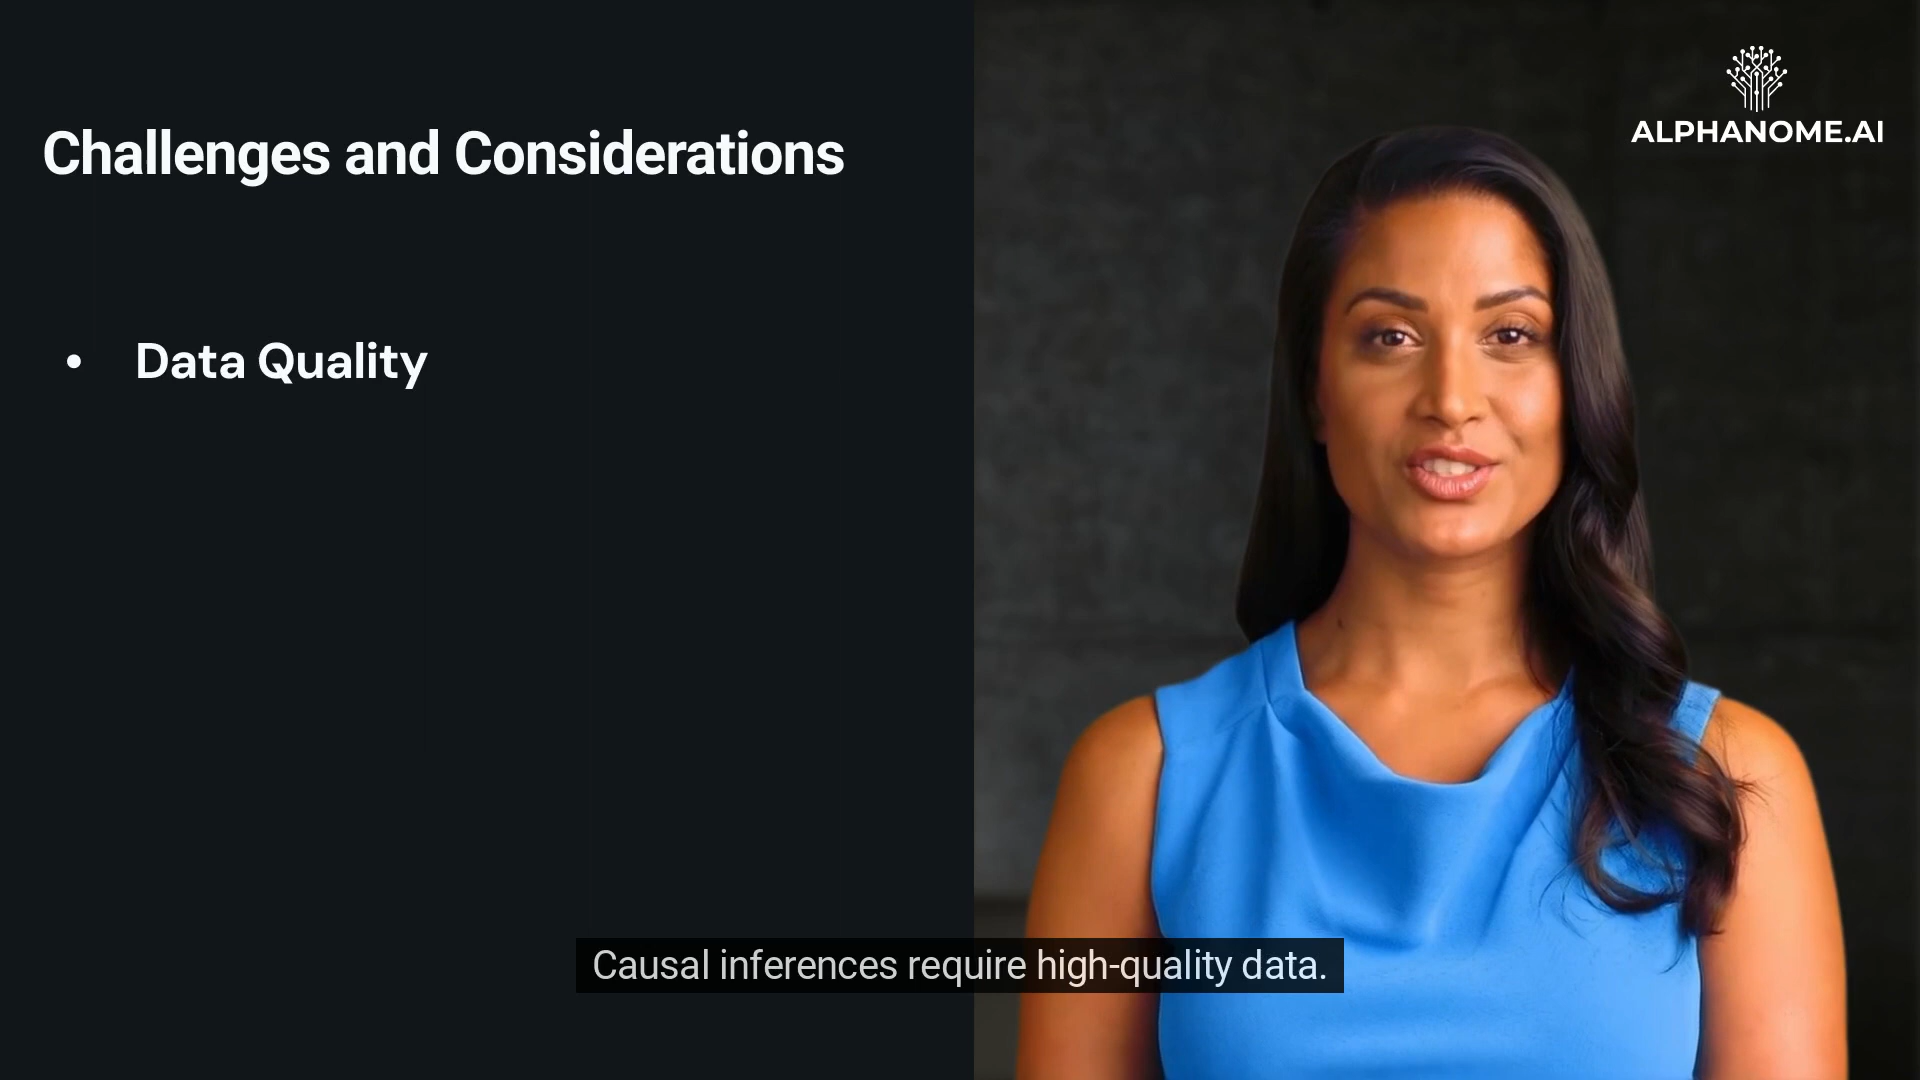 ALPHANOME.AI
Challenges and Considerations
• Data Quality
Causal inferences require high-quality data.